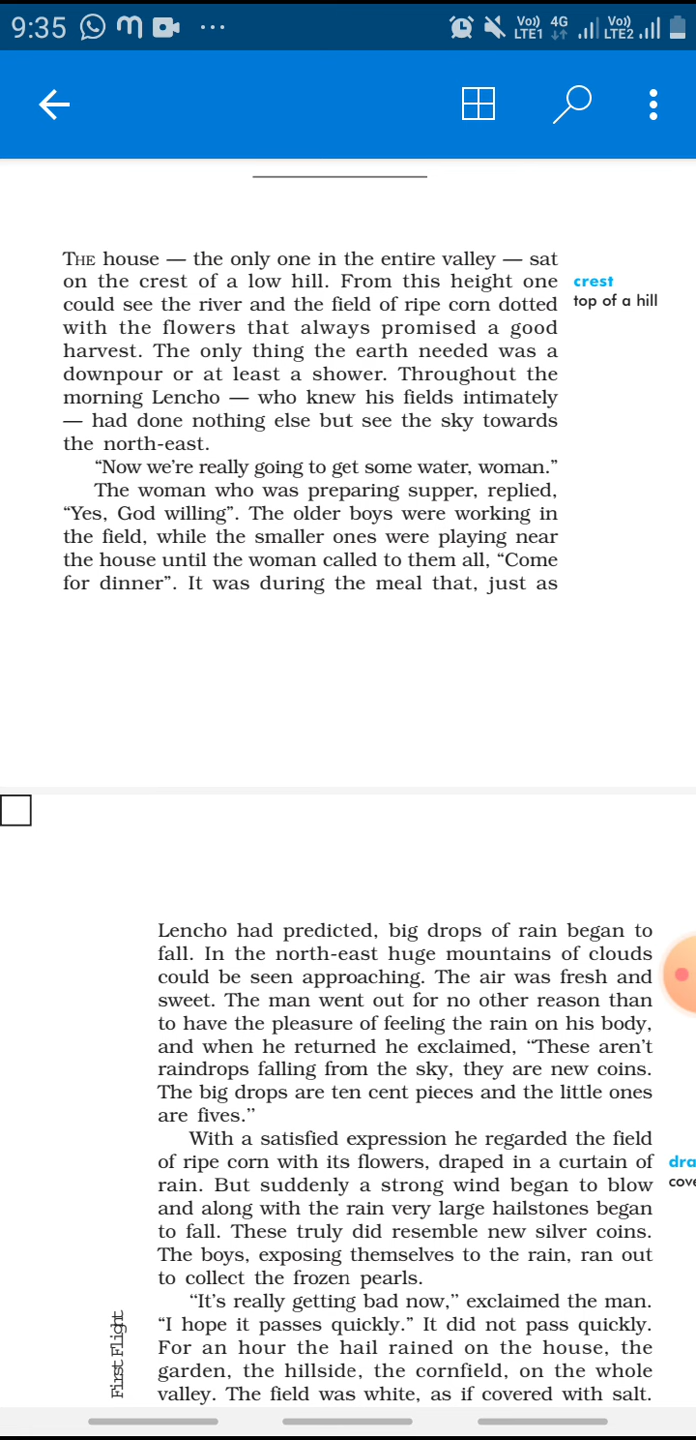 9:35
Vo)) LTE1 4G Vo)) LTE2
THE house — the only one in the entire valley — sat
on the crest of a low hill. From this height one
could see the river and the field of ripe corn dotted
with the flowers that always promised a good
harvest. The only thing the earth needed was a
downpour or at least a shower. Throughout the
morning Lencho — who knew his fields intimately
— had done nothing else but see the sky towards
the north-east.
crest
top of a hill
“Now we’re really going to get some water, woman.”
The woman who was preparing supper, replied,
“Yes, God willing”. The older boys were working in
the field, while the smaller ones were playing near
the house until the woman called to them all, “Come
for dinner”. It was during the meal that, just as
Lencho had predicted, big drops of rain began to
fall. In the north-east huge mountains of clouds
could be seen approaching. The air was fresh and
sweet. The man went out for no other reason than
to have the pleasure of feeling the rain on his body,
and when he returned he exclaimed, “These aren’t
raindrops falling from the sky, they are new coins.
The big drops are ten cent pieces and the little ones
are fives.’’
With a satisfied expression he regarded the field
of ripe corn with its flowers, draped in a curtain of
rain. But suddenly a strong wind began to blow
and along with the rain very large hailstones began
to fall. These truly did resemble new silver coins.
The boys, exposing themselves to the rain, ran out
to collect the frozen pearls.
dra
cove
“It’s really getting bad now,’’ exclaimed the man.
“I hope it passes quickly.” It did not pass quickly.
For an hour the hail rained on the house, the
garden, the hillside, the cornfield, on the whole
valley. The field was white, as if covered with salt.
First Flight